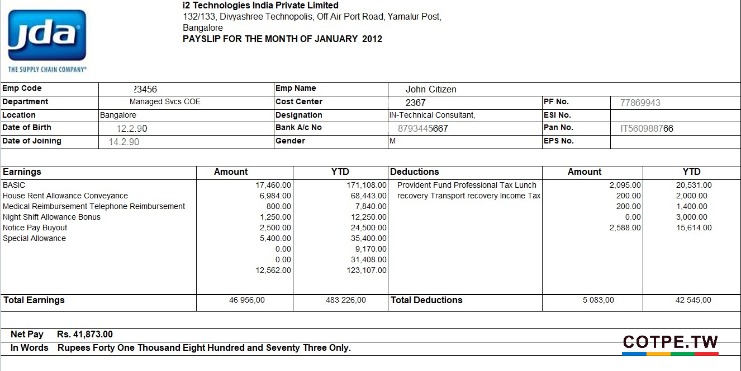 i2 Technologies India Private Limited
132/133, Divyashree Technopolis, Off Air Port Road, Yamalur Post,
Bangalore
PAYSLIP FOR THE MONTH OF JANUARY 2012
jda
THE SUPPLY CHAIN COMPANY
Emp Code 23456 Emp Name John Citizen
Department Managed Svcs COE Cost Center 2367 PF No. 77869943
Location Bangalore Designation IN-Technical Consultant, ESI No.
Date of Birth 12.2.90 Bank A/c No 8793445667 Pan No. IT560988766
Date of Joining 14.2.90 Gender M EPS No.
Earnings Amount YTD Deductions Amount YTD
BASIC 17,460.00 171,108.00 Provident Fund Professional Tax Lunch 2,095.00 20,531.00
House Rent Allowance Conveyance 6,984.00 68,443.00 recovery Transport recovery Income Tax 200.00 2,000.00
Medical Reimbursement Telephone Reimbursement 800.00 7,840.00 200.00 1,400.00
Night Shift Allowance Bonus 1,250.00 12,250.00 0.00 3,000.00
Notice Pay Buyout 2,500.00 24,500.00 2,588.00 15,614.00
Special Allowance 5,400.00 35,400.00
0.00 9,170.00
0.00 31,408.00
12,562.00 123,107.00
Total Earnings 46 956,00 483 226,00 Total Deductions 5 083,00 42 545,00
Net Pay Rs. 41,873.00
In Words Rupees Forty One Thousand Eight Hundred and Seventy Three Only.
COTPE.TW